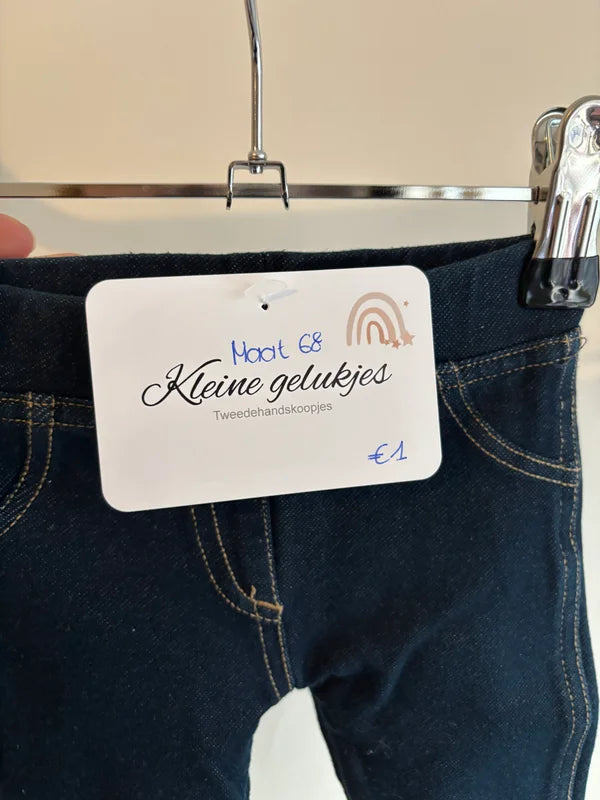 Maat 68
Kleine gelukjes
Tweedehandskoopjes
€1